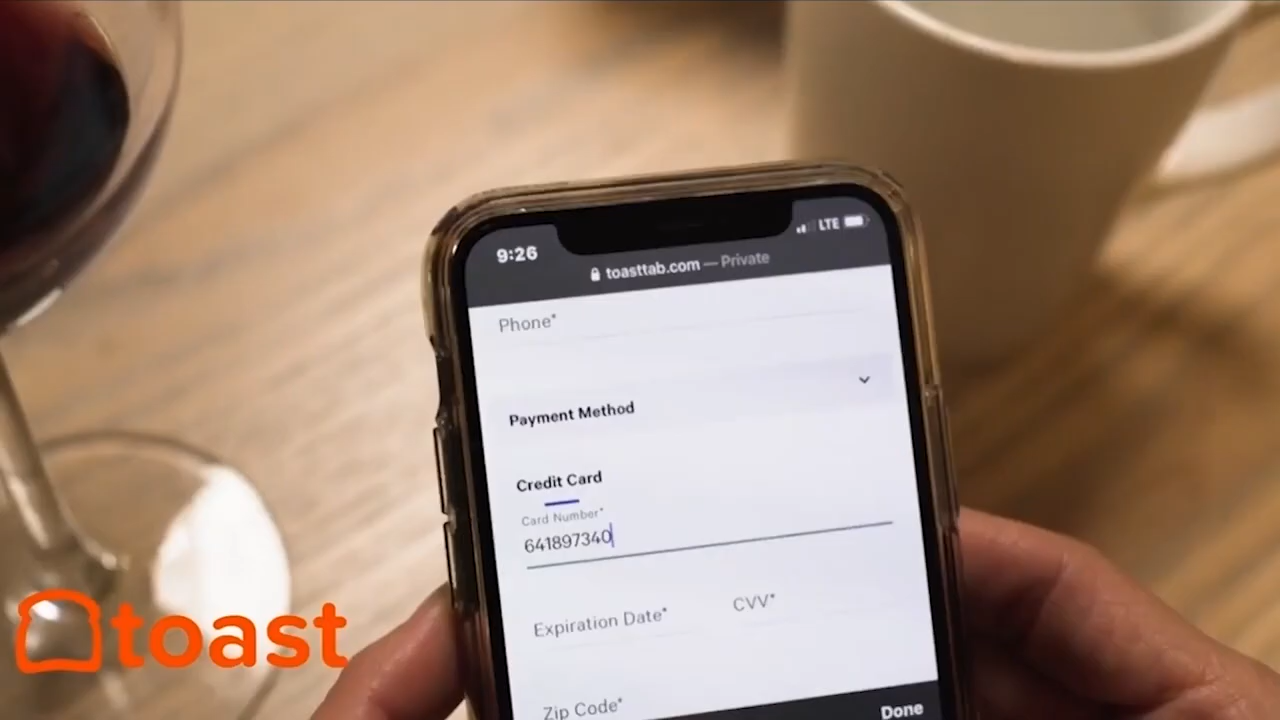 9:26
LTE
toasttab.com — Private
Phone*
Payment Method
Credit Card
Card Number*
641897340
Expiration Date*
CVV*
Zip Code*
Done
toast